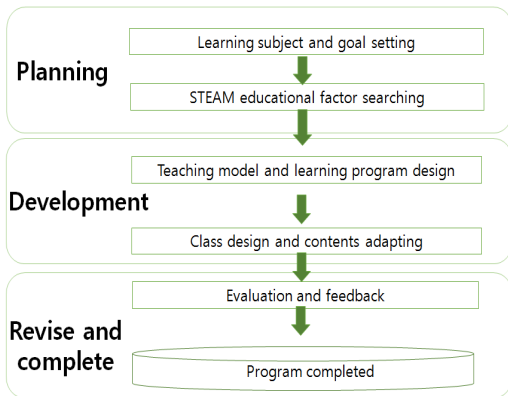 Planning
Learning subject and goal setting
STEAM educational factor searching
Development
Teaching model and learning program design
Class design and contents adapting
Revise and
complete
Evaluation and feedback
Program completed